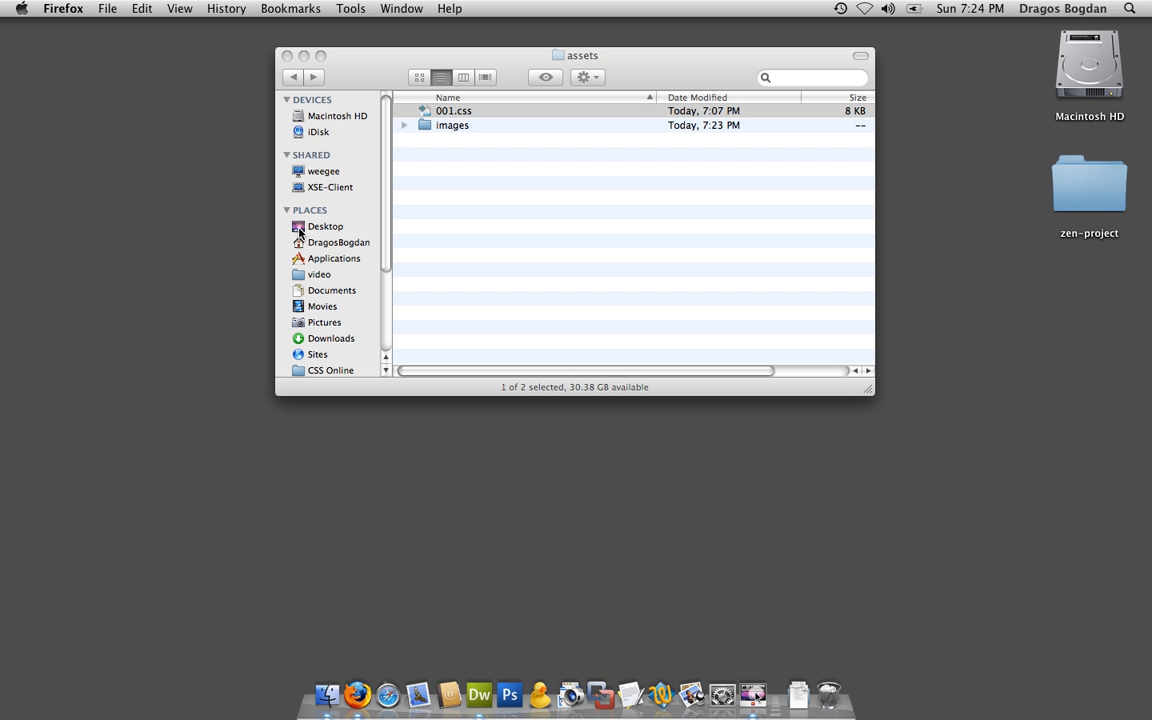 Firefox File Edit View History Bookmarks Tools Window Help Sun 7:24 PM Dragos Bogdan
assets
Name Date Modified Size
001.css Today, 7:07 PM 8 KB
images Today, 7:23 PM --
DEVICES
Macintosh HD
iDisk
SHARED
weegee
XSE-Client
PLACES
Desktop
DragosBogdan
Applications
video
Documents
Movies
Pictures
Downloads
Sites
CSS Online
1 of 2 selected, 30.38 GB available
Macintosh HD
zen-project
Dw Ps